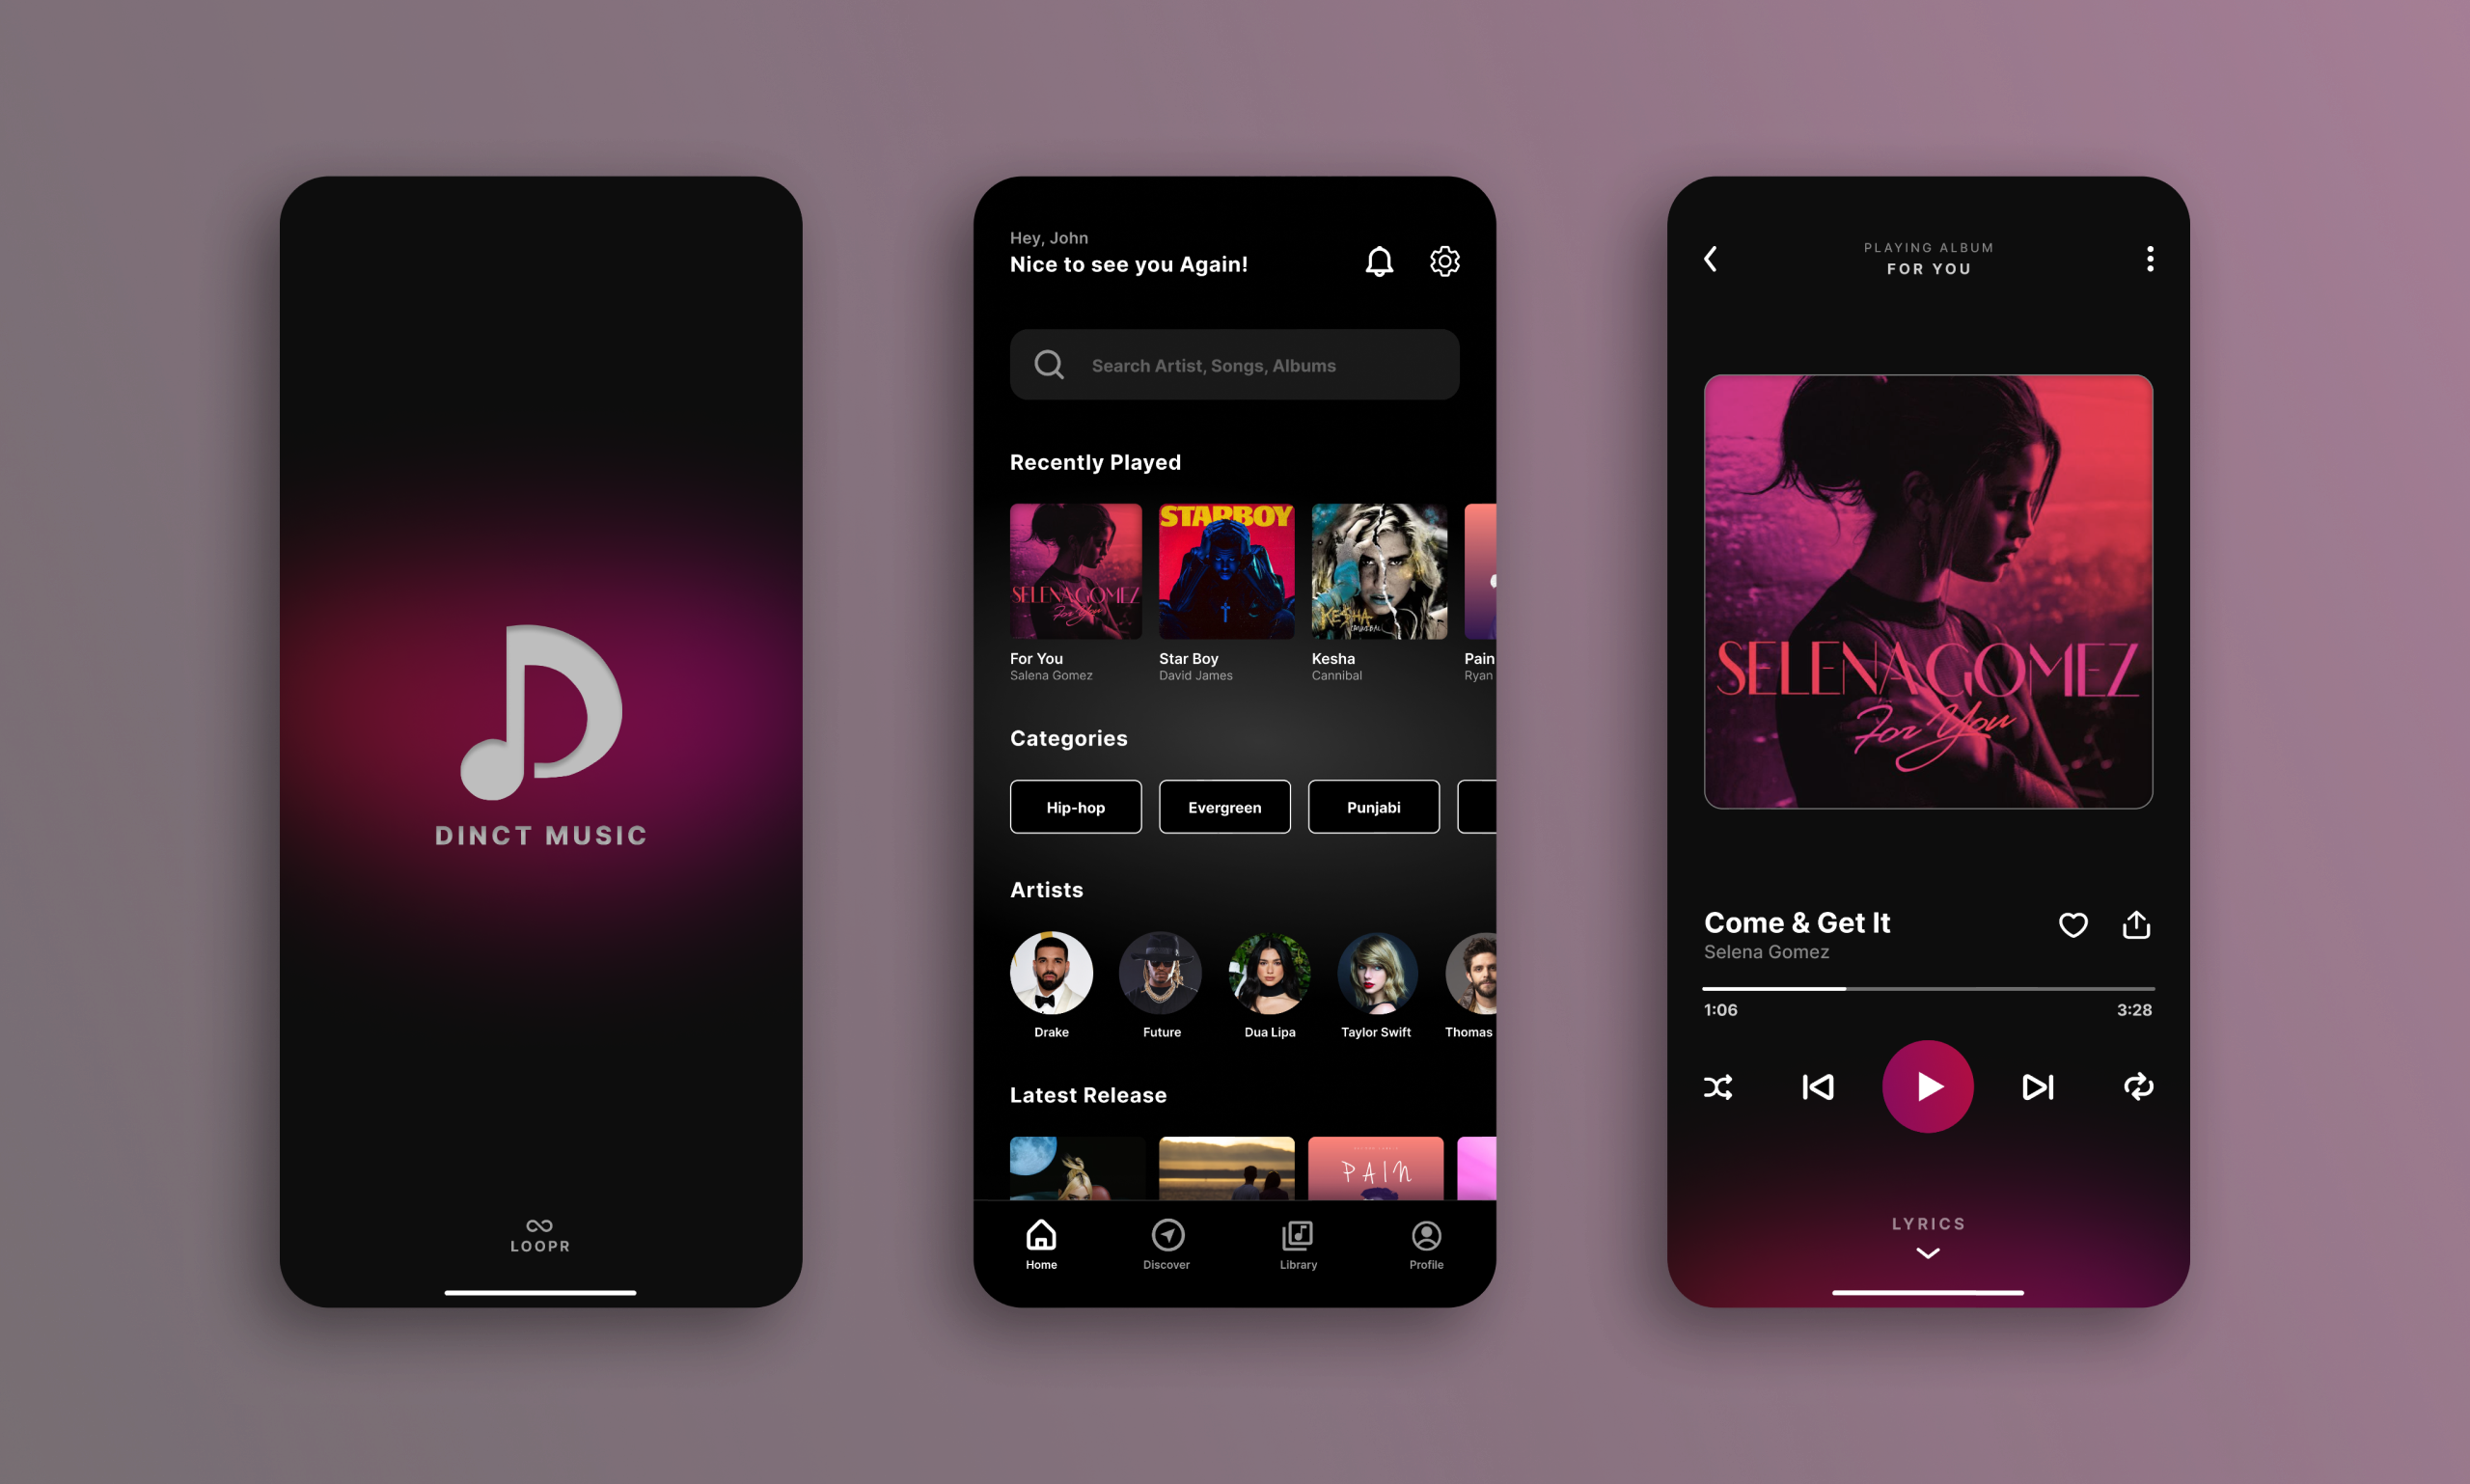 DINCT MUSIC
LOOPR
Hey, John
Nice to see you Again!
Search Artist, Songs, Albums
Recently Played
SELENA GOMEZ
For You
STARBOY
KE$HA
CANNIBAL
For You
Salena Gomez
Star Boy
David James
Kesha
Cannibal
Pain
Ryan
Categories
Hip-hop
Evergreen
Punjabi
Artists
Drake
Future
Dua Lipa
Taylor Swift
Thomas
Latest Release
PAIN
Home
Discover
Library
Profile
PLAYING ALBUM
FOR YOU
SELENA GOMEZ
For You
Come & Get It
Selena Gomez
1:06
3:28
LYRICS